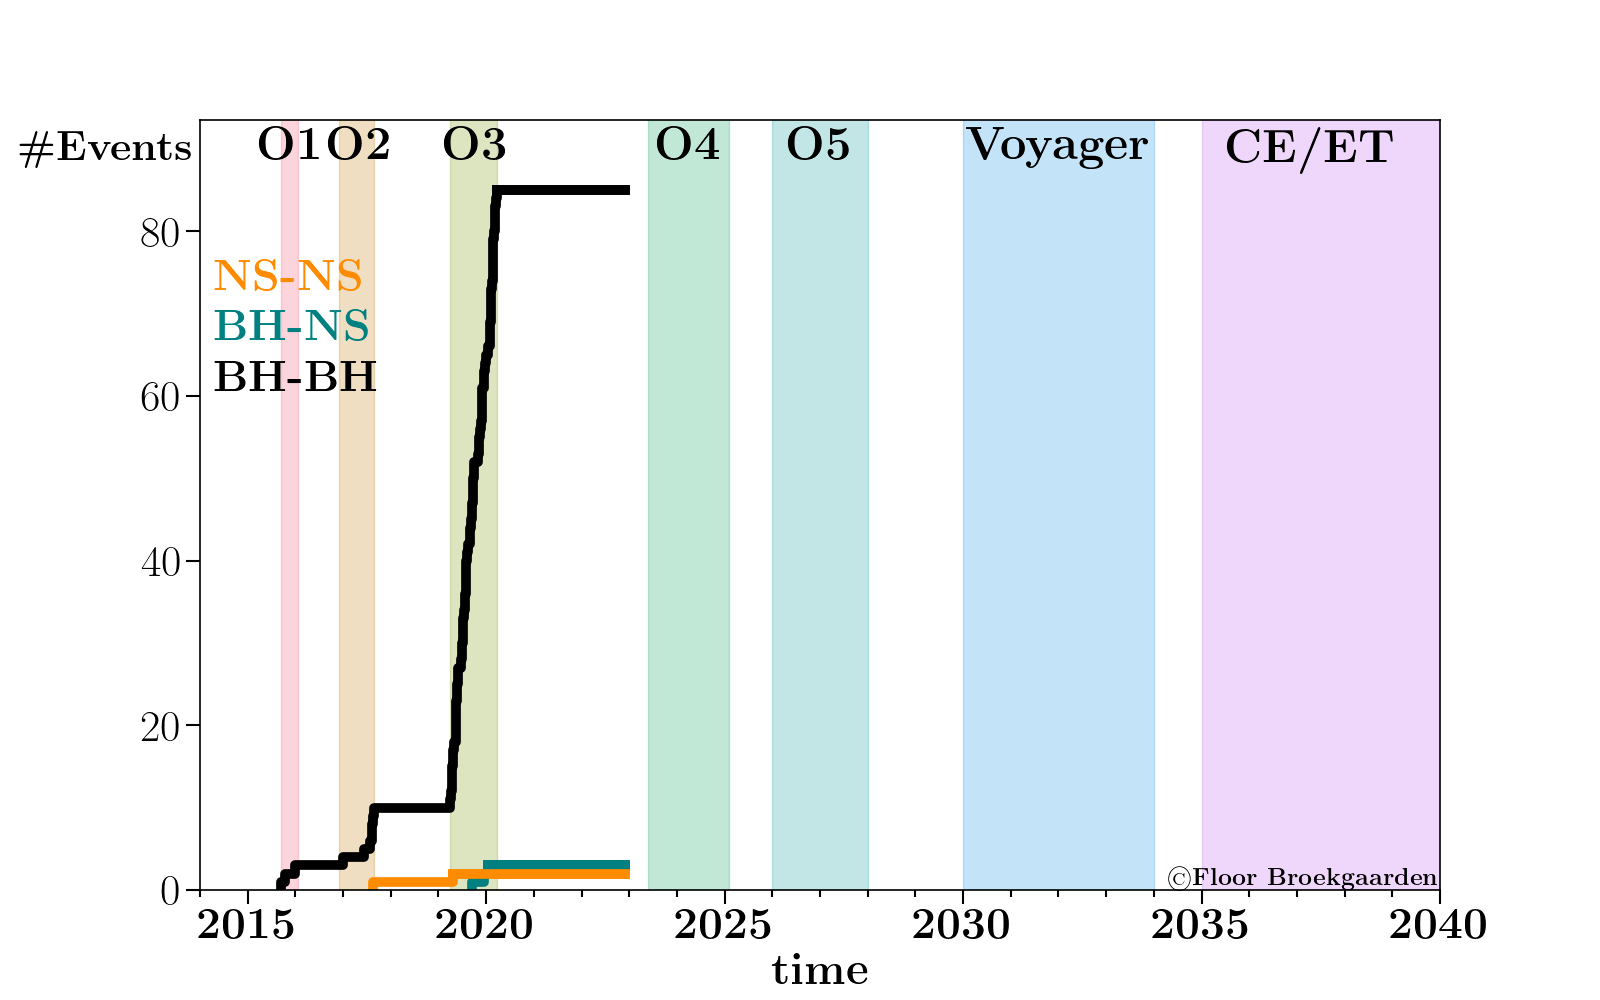 #Events
O1 O2 O3 O4 O5 Voyager CE/ET
80
NS-NS
BH-NS
BH-BH
60
40
20
0
©Floor Broekgaarden
2015 2020 2025 2030 2035 2040
time